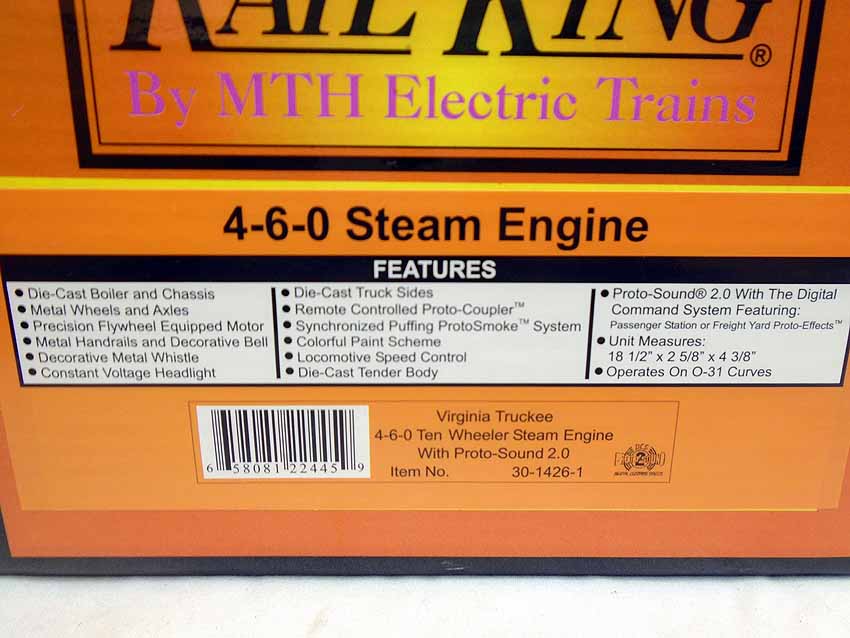 RAIL KING®
By MTH Electric Trains
4-6-0 Steam Engine
FEATURES
• Die-Cast Boiler and Chassis
• Metal Wheels and Axles
• Precision Flywheel Equipped Motor
• Metal Handrails and Decorative Bell
• Decorative Metal Whistle
• Constant Voltage Headlight
• Die-Cast Truck Sides
• Remote Controlled Proto-Coupler™
• Synchronized Puffing ProtoSmoke™ System
• Colorful Paint Scheme
• Locomotive Speed Control
• Die-Cast Tender Body
• Proto-Sound® 2.0 With The Digital
Command System Featuring:
Passenger Station or Freight Yard Proto-Effects™
• Unit Measures:
18 1/2” x 2 5/8” x 4 3/8”
• Operates On O-31 Curves
6 58081 22445 9
Virginia Truckee
4-6-0 Ten Wheeler Steam Engine
With Proto-Sound 2.0
Item No. 30-1426-1